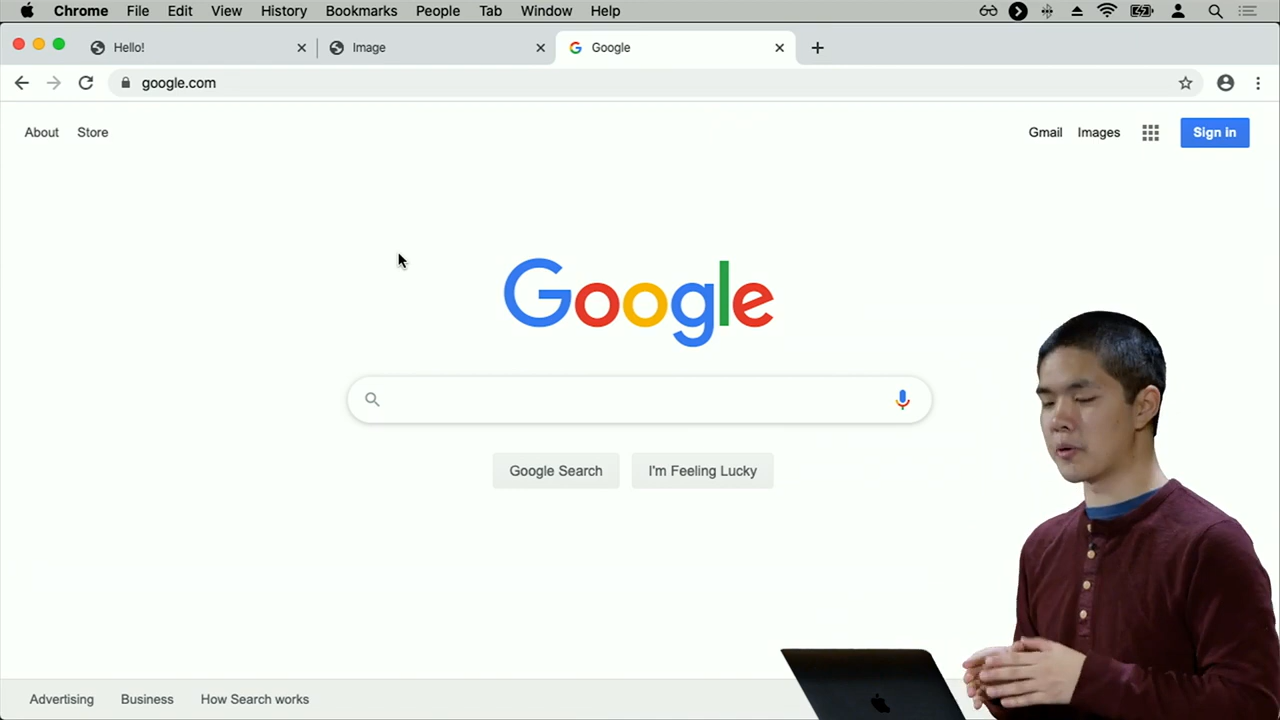 Chrome File Edit View History Bookmarks People Tab Window Help
Hello! Image Google
google.com
About Store Gmail Images Sign in
Google
Google Search I'm Feeling Lucky
Advertising Business How Search works